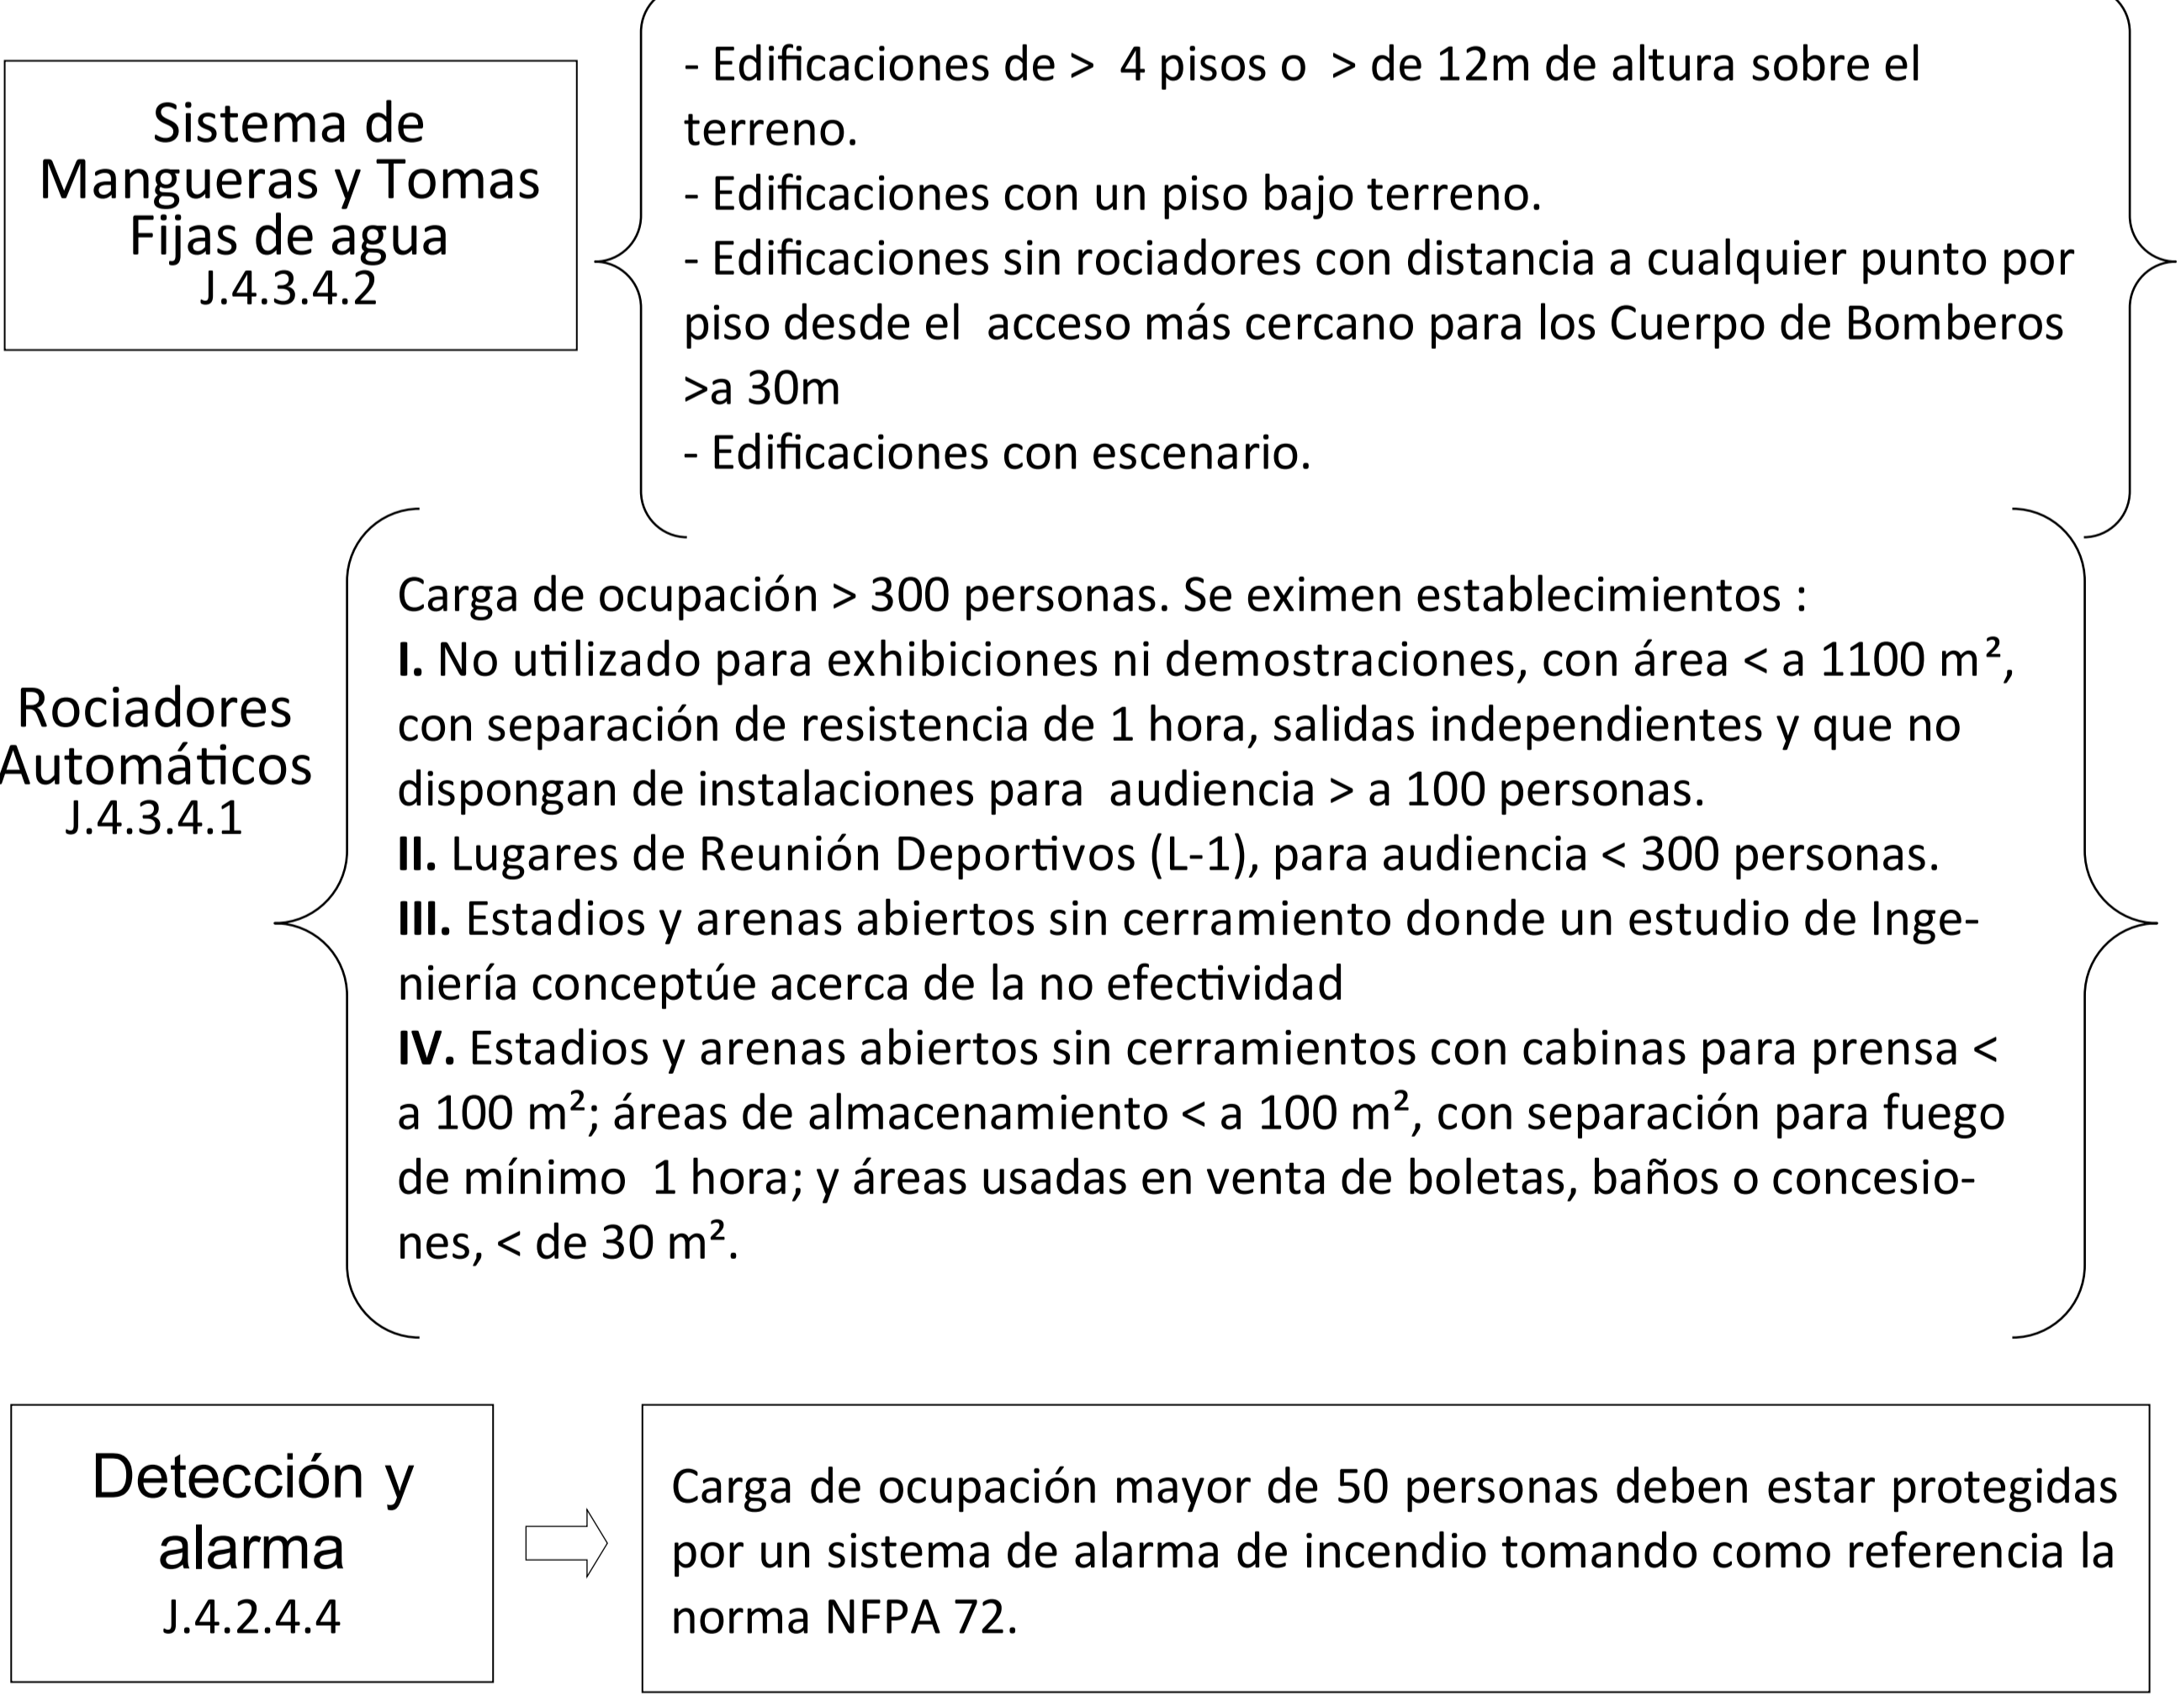 Sistema de
Mangueras y Tomas
Fijas de agua
J.4.3.4.2
- Edificaciones de >  4 pisos o  > de 12m de altura sobre el
terreno.
- Edificaciones con un piso bajo terreno.
- Edificaciones sin rociadores con distancia a cualquier punto por
piso desde el  acceso más cercano para los Cuerpo de Bomberos
>a 30m
- Edificaciones con escenario.
Rociadores
Automáticos
J.4.3.4.1
Carga de ocupación > 300 personas. Se eximen establecimientos :
I. No utilizado para exhibiciones ni demostraciones, con área < a 1100 m²,
con separación de resistencia de 1 hora, salidas independientes y que no
dispongan de instalaciones para  audiencia > a 100 personas.
II. Lugares de Reunión Deportivos (L-1), para audiencia < 300 personas.
III. Estadios y arenas abiertos sin cerramiento donde un estudio de Inge-
niería conceptúe acerca de la no efectividad
IV. Estadios y arenas abiertos sin cerramientos con cabinas para prensa <
a 100 m²; áreas de almacenamiento < a 100 m², con separación para fuego
de mínimo  1 hora; y áreas usadas en venta de boletas, baños o concesio-
nes, < de 30 m².
Detección y
alarma
J.4.2.4.4
Carga de ocupación mayor de 50 personas deben estar protegidas
por un sistema de alarma de incendio tomando como referencia la
norma NFPA 72.